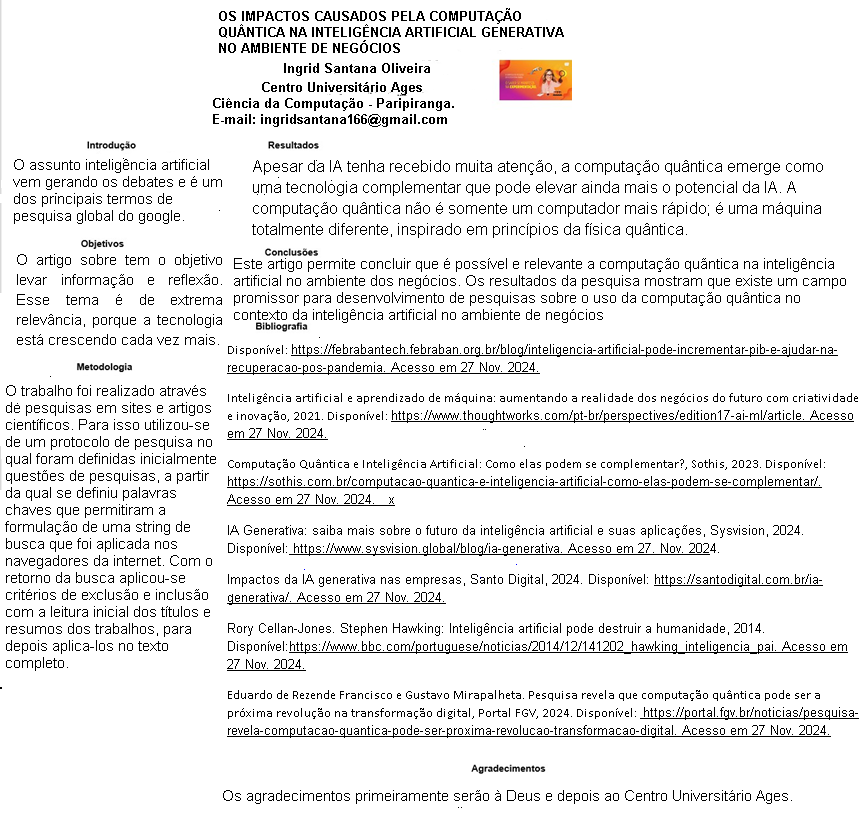 OS IMPACTOS CAUSADOS PELA COMPUTAÇÃO
QUÂNTICA NA INTELIGÊNCIA ARTIFICIAL GENERATIVA
NO AMBIENTE DE NEGÓCIOS
Ingrid Santana Oliveira
Centro Universitário Ages
Ciência da Computação - Paripiranga.
E-mail: ingridsantana166@gmail.com
Introdução
O assunto inteligência artificial
vem gerando os debates e é um
dos principais termos de
pesquisa global do google.
Objetivos
O artigo sobre tem o objetivo
levar informação e reflexão.
Esse tema é de extrema
relevância, porque a tecnologia
está crescendo cada vez mais.
Metodologia
O trabalho foi realizado através
de pesquisas em sites e artigos
científicos. Para isso utilizou-se
de um protocolo de pesquisa no
qual foram definidas inicialmente
questões de pesquisas, a partir
da qual se definiu palavras
chaves que permitiram a
formulação de uma string de
busca que foi aplicada nos
navegadores da internet. Com o
retorno da busca aplicou-se
critérios de exclusão e inclusão
com a leitura inicial dos títulos e
resumos dos trabalhos, para
depois aplica-los no texto
completo.
Resultados
Apesar da IA tenha recebido muita atenção, a computação quântica emerge como
uma tecnologia complementar que pode elevar ainda mais o potencial da IA. A
computação quântica não é somente um computador mais rápido; é uma máquina
totalmente diferente, inspirado em princípios da física quântica.
Conclusões
Este artigo permite concluir que é possível e relevante a computação quãntica na inteligência
artificial no ambiente dos negócios. Os resultados da pesquisa mostram que existe um campo
promissor para desenvolvimento de pesquisas sobre o uso da computação quântica no
contexto da inteligência artificial no ambiente de negócios
Bibliografia
Disponível: https://febrabantech.febraban.org.br/blog/inteligencia-artificial-pode-incrementar-pib-e-ajudar-na-
recuperacao-pos-pandemia. Acesso em 27 Nov. 2024.
Inteligência artificial e aprendizado de máquina: aumentando a realidade dos negócios do futuro com criatividade
e inovação, 2021. Disponível: https://www.thoughtworks.com/pt-br/perspectives/edition17-ai-ml/article. Acesso
em 27 Nov. 2024.
Computação Quântica e Inteligência Artificial: Como elas podem se complementar?, Sothis, 2023. Disponível:
https://sothis.com.br/computacao-quantica-e-inteligencia-artificial-como-elas-podem-se-complementar/.
Acesso em 27 Nov. 2024. x
IA Generativa: saiba mais sobre o futuro da inteligência artificial e suas aplicações, Sysvision, 2024.
Disponível: https://www.sysvision.global/blog/ia-generativa. Acesso em 27. Nov. 2024.
Impactos da IA generativa nas empresas, Santo Digital, 2024. Disponível: https://santodigital.com.br/ia-
generativa/. Acesso em 27 Nov. 2024.
Rory Cellan-Jones. Stephen Hawking: Inteligência artificial pode destruir a humanidade, 2014.
Disponível:https://www.bbc.com/portuguese/noticias/2014/12/141202_hawking_inteligencia_pai. Acesso em
27 Nov. 2024.
Eduardo de Rezende Francisco e Gustavo Mirapalheta. Pesquisa revela que computação quântica pode ser a
próxima revolução na transformação digital, Portal FGV, 2024. Disponível: https://portal.fgv.br/noticias/pesquisa-
revela-computacao-quantica-pode-ser-proxima-revolucao-transformacao-digital. Acesso em 27 Nov. 2024.
Agradecimentos
Os agradecimentos primeiramente serão à Deus e depois ao Centro Universitário Ages.